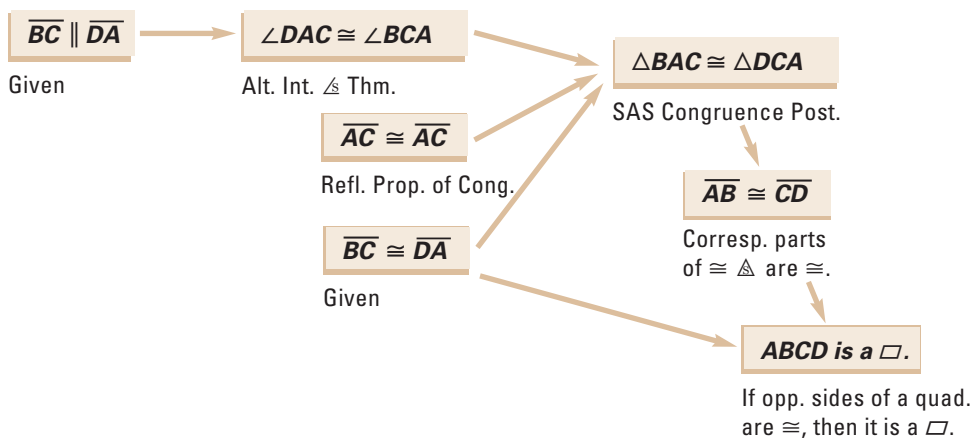 BC ∥ DA
Given
∠DAC ≅ ∠BCA
Alt. Int. ∠s Thm.
AC ≅ AC
Refl. Prop. of Cong.
BC ≅ DA
Given
△BAC ≅ △DCA
SAS Congruence Post.
AB ≅ CD
Corresp. parts
of ≅ △s are ≅.
ABCD is a ▱.
If opp. sides of a quad.
are ≅, then it is a ▱.